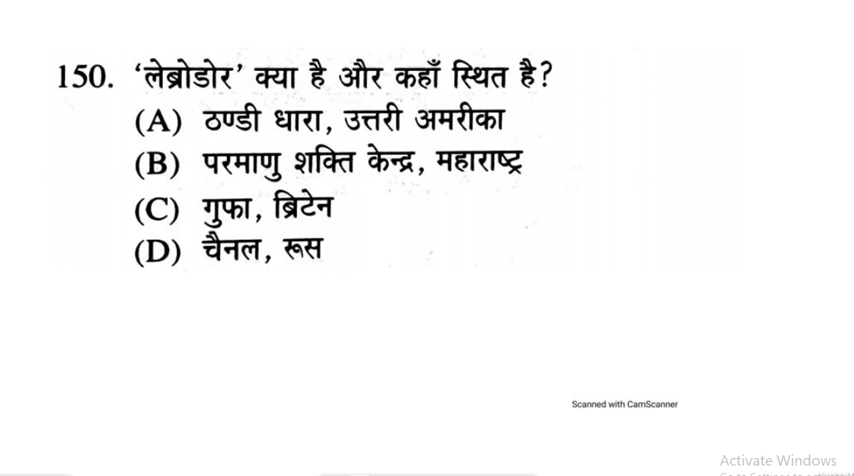 150. ‘लेब्रोडोर’ क्या है और कहाँ स्थित है?
(A) ठण्डी धारा, उत्तरी अमरीका
(B) परमाणु शक्ति केन्द्र, महाराष्ट्र
(C) गुफा, ब्रिटेन
(D) चैनल, रूस
Scanned with CamScanner
Activate Windows